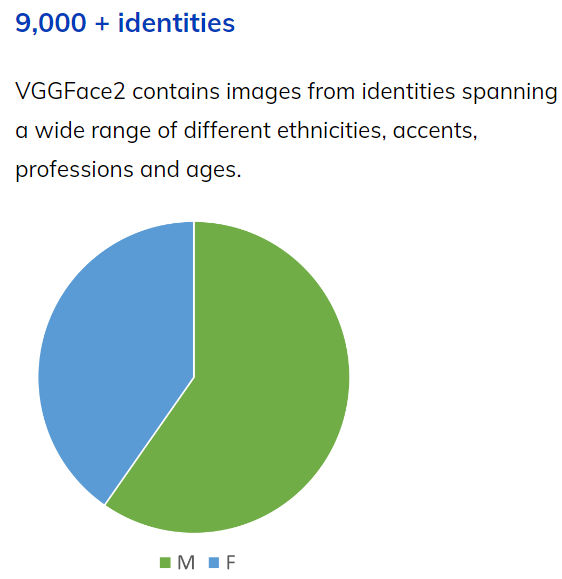 9,000 + identities
VGGFace2 contains images from identities spanning
a wide range of different ethnicities, accents,
professions and ages.
M F